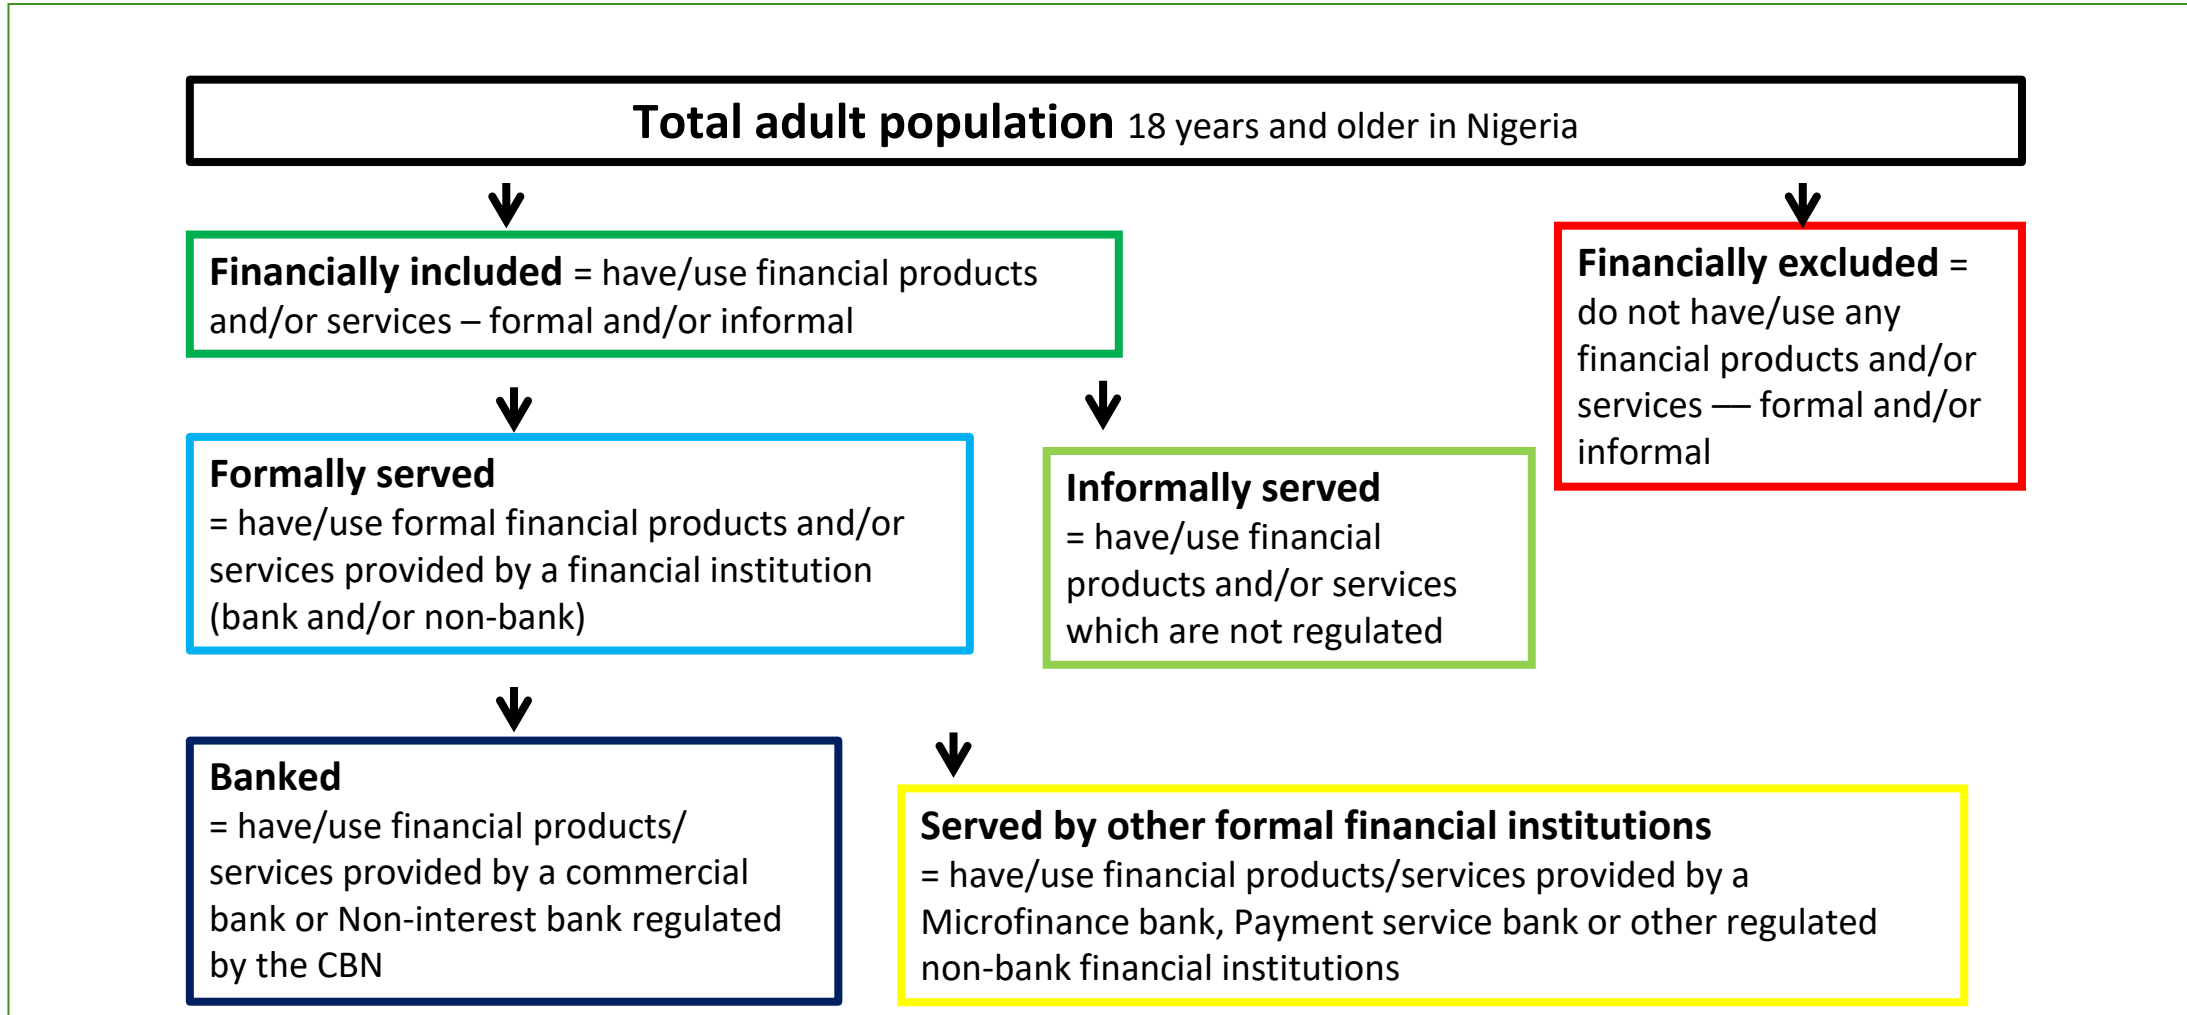 Total adult population 18 years and older in Nigeria
Financially included = have/use financial products
and/or services – formal and/or informal
Financially excluded =
do not have/use any
financial products and/or
services — formal and/or
informal
Formally served
= have/use formal financial products and/or
services provided by a financial institution
(bank and/or non-bank)
Informally served
= have/use financial
products and/or services
which are not regulated
Banked
= have/use financial products/
services provided by a commercial
bank or Non-interest bank regulated
by the CBN
Served by other formal financial institutions
= have/use financial products/services provided by a
Microfinance bank, Payment service bank or other regulated
non-bank financial institutions